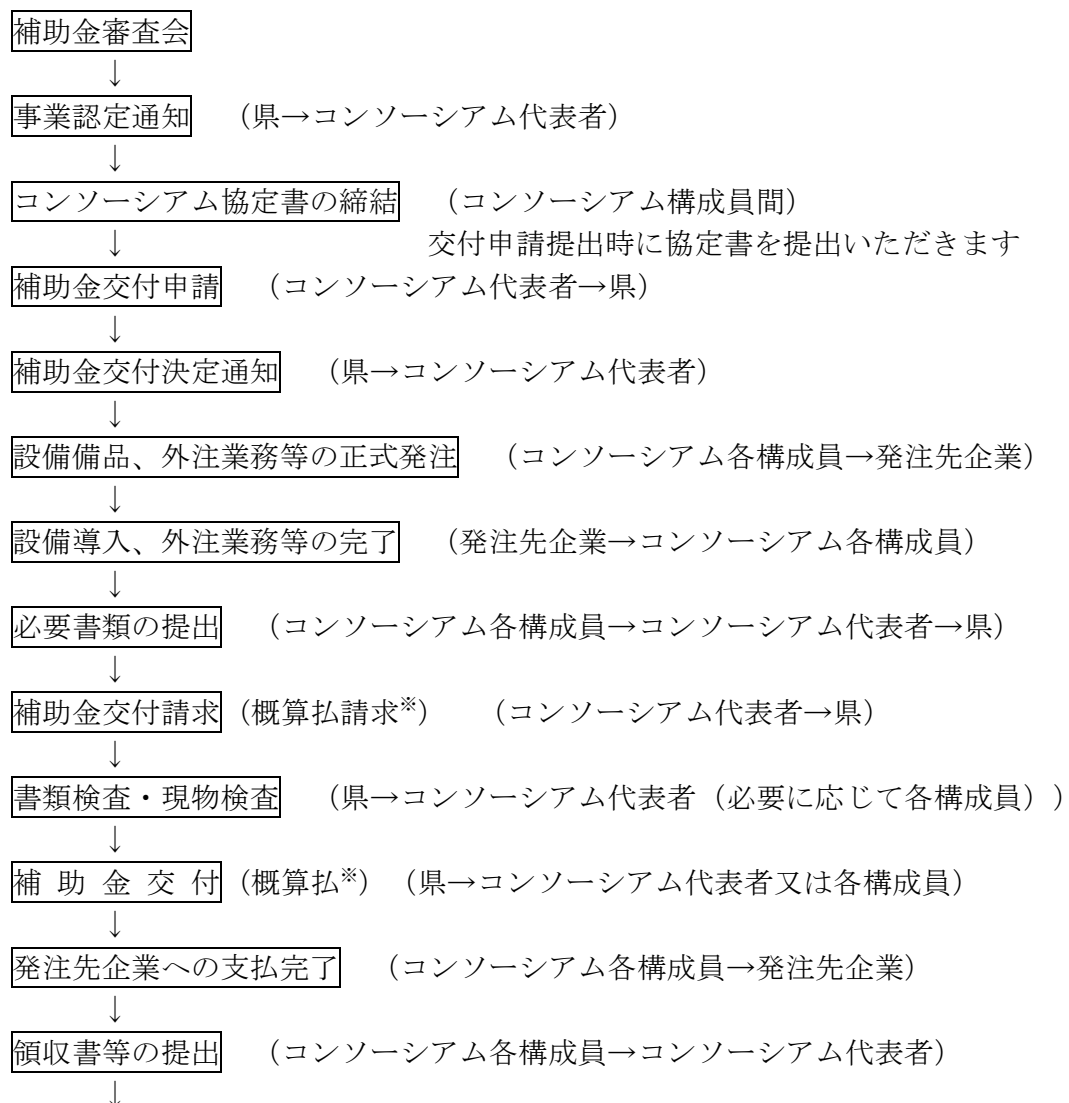 補助金審査会
↓
事業認定通知 （県→コンソーシアム代表者）
↓
コンソーシアム協定書の締結 （コンソーシアム構成員間）
↓ 交付申請提出時に協定書を提出いただきます
補助金交付申請 （コンソーシアム代表者→県）
↓
補助金交付決定通知 （県→コンソーシアム代表者）
↓
設備備品、外注業務等の正式発注 （コンソーシアム各構成員→発注先企業）
↓
設備導入、外注業務等の完了 （発注先企業→コンソーシアム各構成員）
↓
必要書類の提出 （コンソーシアム各構成員→コンソーシアム代表者→県）
↓
補助金交付請求（概算払請求※） （コンソーシアム代表者→県）
↓
書類検査・現物検査 （県→コンソーシアム代表者（必要に応じて各構成員））
↓
補 助 金 交 付（概算払※）（県→コンソーシアム代表者又は各構成員）
↓
発注先企業への支払完了 （コンソーシアム各構成員→発注先企業）
↓
領収書等の提出 （コンソーシアム各構成員→コンソーシアム代表者）
↓